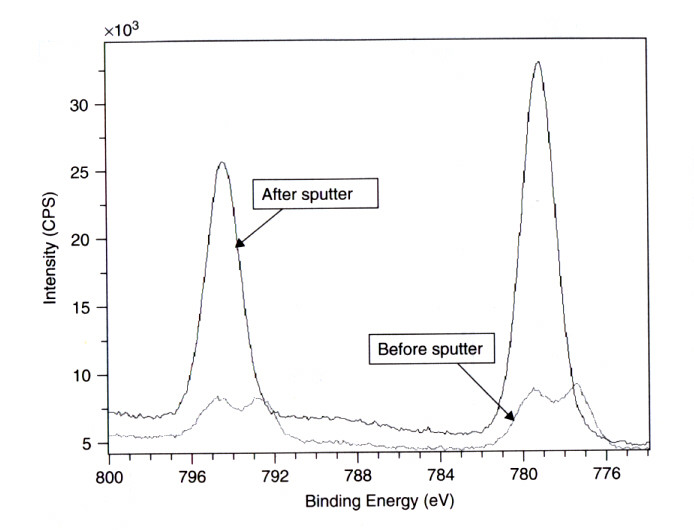 ×10³
30
25
20
15
10
5
Intensity (CPS)
After sputter
Before sputter
800 796 792 788 784 780 776
Binding Energy (eV)